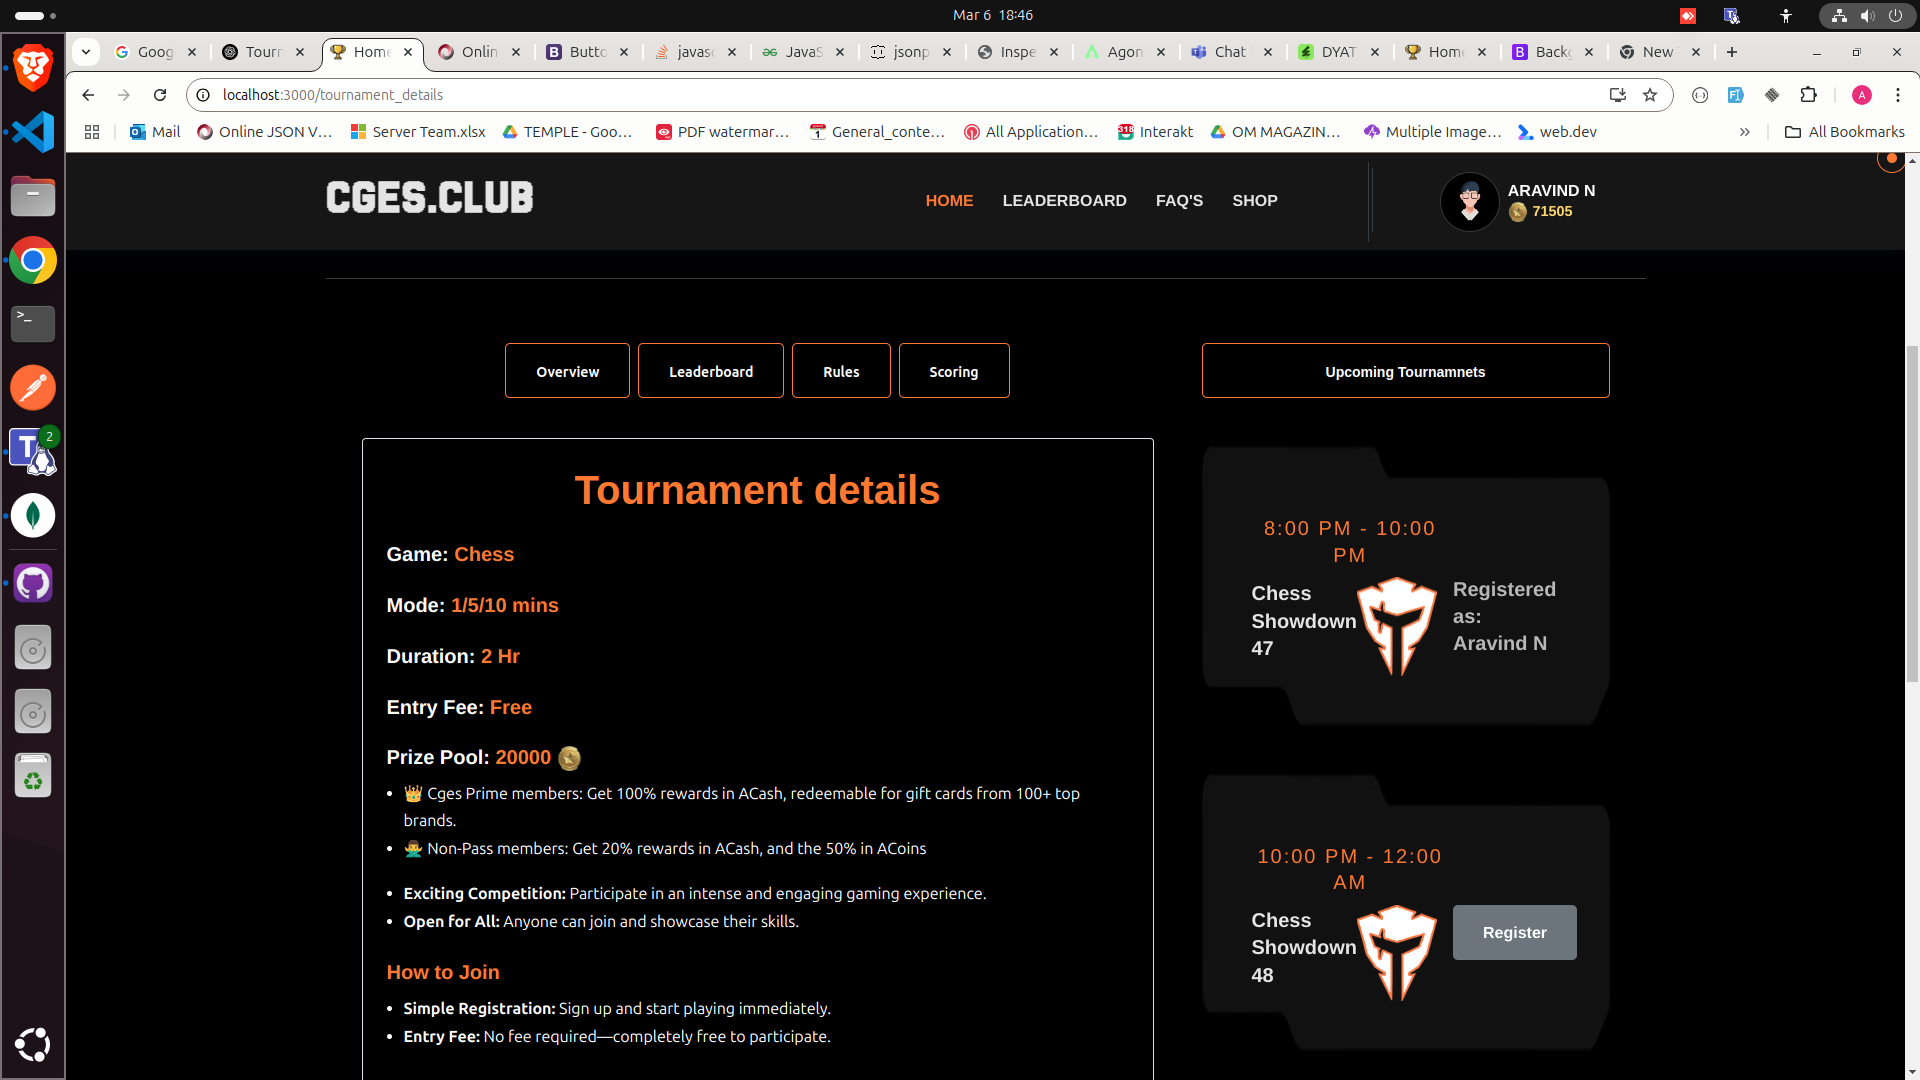 Mar 6 18:46
Goog
Tourn
Home
Onlin
Butto
javasc
JavaS
jsonp
Inspe
Agon
Chat
DYAT
Home
Backg
New
localhost:3000/tournament_details
A
Mail
Online JSON V...
Server Team.xlsx
TEMPLE - Goo...
PDF watermar...
General_conte...
All Application...
Interakt
OM MAGAZIN...
Multiple Image...
web.dev
All Bookmarks
CGES.CLUB
HOME
LEADERBOARD
FAQ'S
SHOP
ARAVIND N
71505
Overview
Leaderboard
Rules
Scoring
Upcoming Tournamnets
Tournament details
Game: Chess
Mode: 1/5/10 mins
Duration: 2 Hr
Entry Fee: Free
Prize Pool: 20000
Cges Prime members: Get 100% rewards in ACash, redeemable for gift cards from 100+ top
brands.
Non-Pass members: Get 20% rewards in ACash, and the 50% in ACoins
Exciting Competition: Participate in an intense and engaging gaming experience.
Open for All: Anyone can join and showcase their skills.
How to Join
Simple Registration: Sign up and start playing immediately.
Entry Fee: No fee required—completely free to participate.
8:00 PM - 10:00
PM
Chess
Showdown
47
Registered
as:
Aravind N
10:00 PM - 12:00
AM
Chess
Showdown
48
Register
2